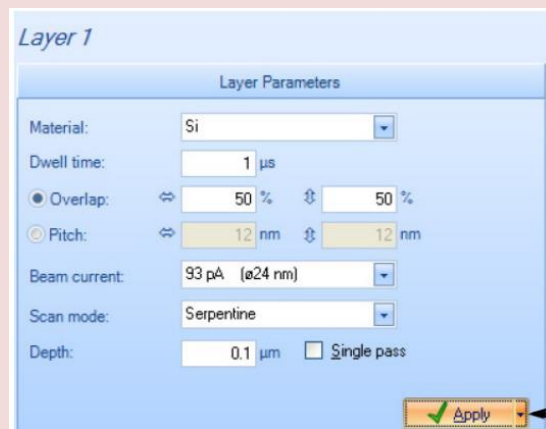 Layer 1
Layer Parameters
Material: Si
Dwell time: 1 µs
Overlap: ⇔ 50 % ⇕ 50 %
Pitch: ⇔ 12 nm ⇕ 12 nm
Beam current: 93 pA (ø24 nm)
Scan mode: Serpentine
Depth: 0.1 µm Single pass
Apply